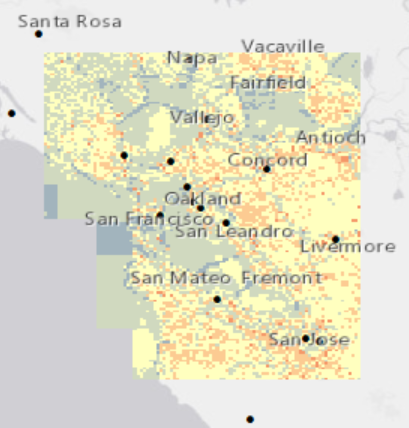 Santa Rosa
Vacaville
Napa
Fairfield
Vallejo
Antioch
Concord
Oakland
San Francisco
San Leandro
Livermore
San Mateo
Fremont
San Jose